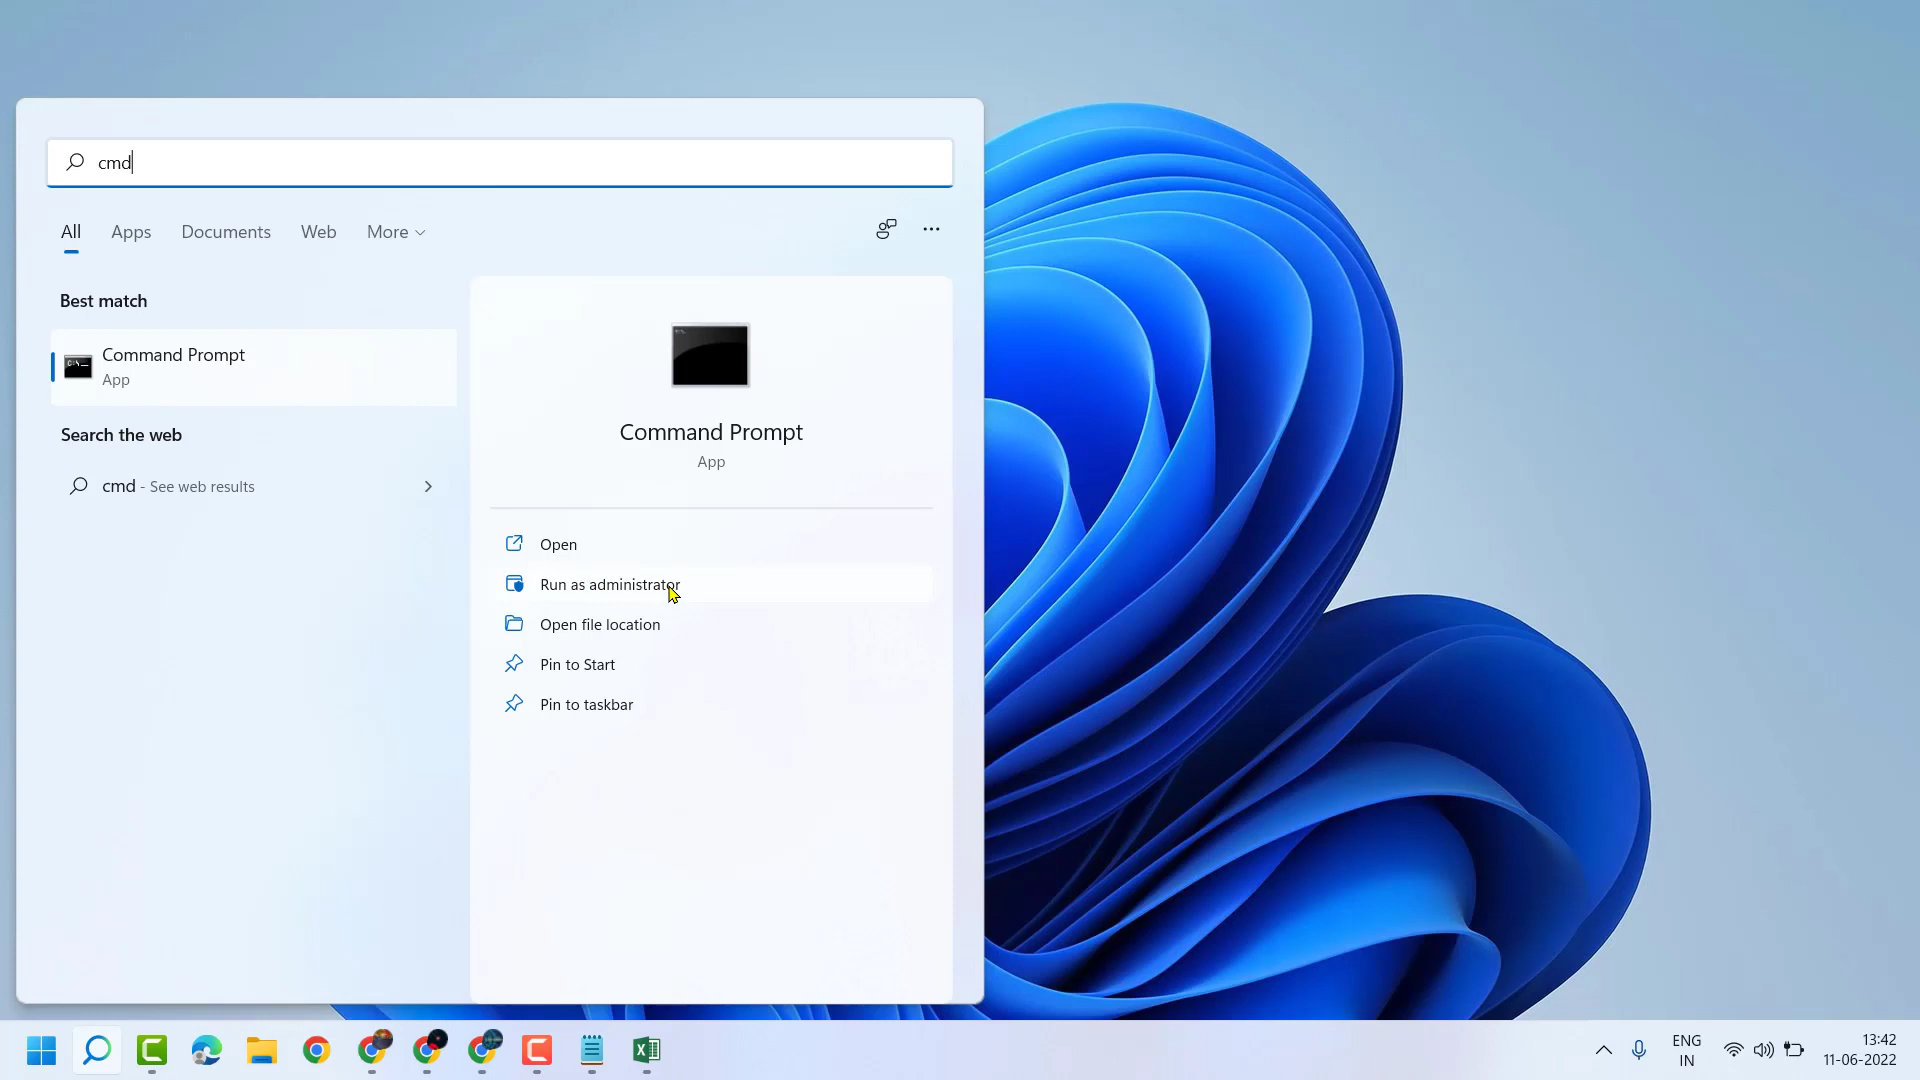 cmd
All Apps Documents Web More
Best match
Command Prompt
App
Search the web
cmd - See web results
Command Prompt
App
Open
Run as administrator
Open file location
Pin to Start
Pin to taskbar
ENG
IN
13:42
11-06-2022